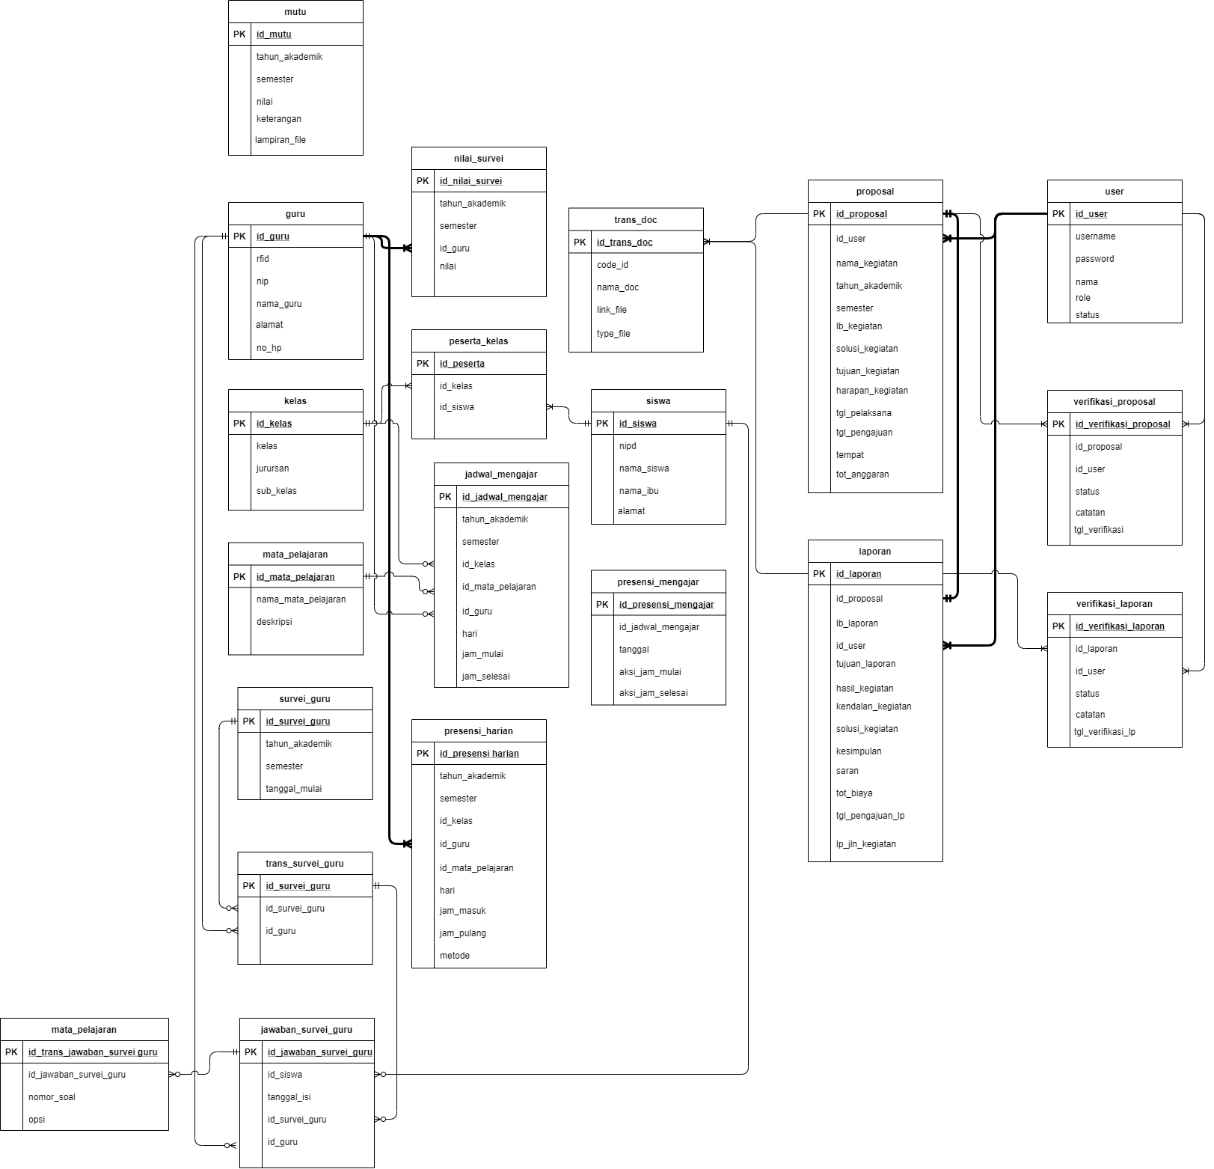 mutu
PK id_mutu
tahun_akademik
semester
nilai
keterangan
lampiran_file
guru
PK id_guru
rfid
nip
nama_guru
alamat
no_hp
kelas
PK id_kelas
kelas
jurursan
sub_kelas
mata_pelajaran
PK id_mata_pelajaran
nama_mata_pelajaran
deskripsi
survei_guru
PK id_survei_guru
tahun_akademik
semester
tanggal_mulai
trans_survei_guru
PK id_survei_guru
id_survei_guru
id_guru
mata_pelajaran
PK id_trans_jawaban_survei guru
id_jawaban_survei_guru
nomor_soal
opsi
jawaban_survei_guru
PK id_jawaban_survei_guru
id_siswa
tanggal_isi
id_survei_guru
id_guru
nilai_survei
PK id_nilai_survei
tahun_akademik
semester
id_guru
nilai
peserta_kelas
PK id_peserta
id_kelas
id_siswa
jadwal_mengajar
PK id_jadwal_mengajar
tahun_akademik
semester
id_kelas
id_mata_pelajaran
id_guru
hari
jam_mulai
jam_selesai
presensi_harian
PK id_presensi harian
tahun_akademik
semester
id_kelas
id_guru
id_mata_pelajaran
hari
jam_masuk
jam_pulang
metode
trans_doc
PK id_trans_doc
code_id
nama_doc
link_file
type_file
siswa
PK id_siswa
nipd
nama_siswa
nama_ibu
alamat
presensi_mengajar
PK id_presensi_mengajar
id_jadwal_mengajar
tanggal
aksi_jam_mulai
aksi_jam_selesai
proposal
PK id_proposal
id_user
nama_kegiatan
tahun_akademik
semester
lb_kegiatan
solusi_kegiatan
tujuan_kegiatan
harapan_kegiatan
tgl_pelaksana
tgl_pengajuan
tempat
tot_anggaran
laporan
PK id_laporan
id_proposal
lb_laporan
id_user
tujuan_laporan
hasil_kegiatan
kendalan_kegiatan
solusi_kegiatan
kesimpulan
saran
tot_biaya
tgl_pengajuan_lp
lp_jln_kegiatan
user
PK id_user
username
password
nama
role
status
verifikasi_proposal
PK id_verifikasi_proposal
id_proposal
id_user
status
catatan
tgl_verifikasi
verifikasi_laporan
PK id_verifikasi_laporan
id_laporan
id_user
status
catatan
tgl_verifikasi_lp